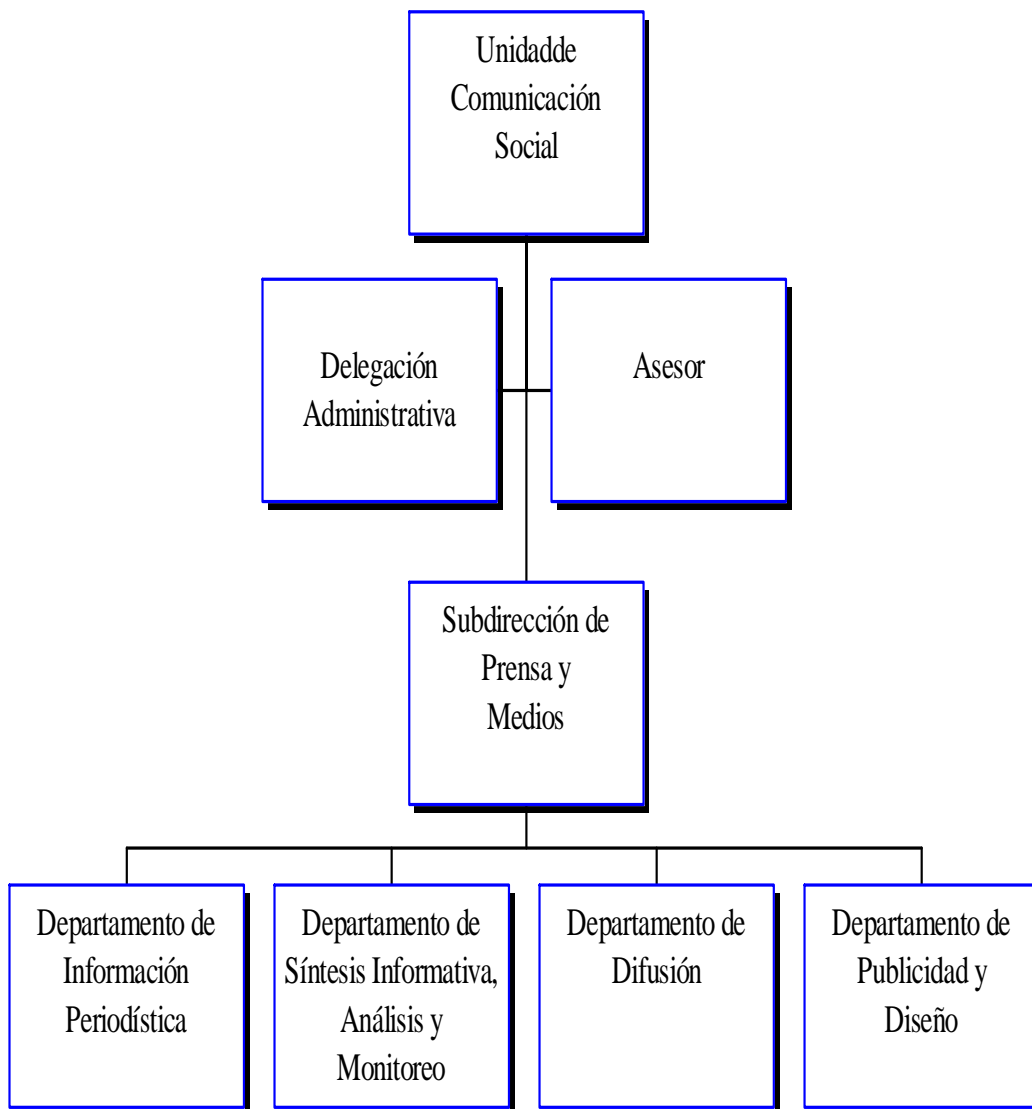 Unidadde
Comunicación
Social
Delegación
Administrativa
Asesor
Subdirección de
Prensa y
Medios
Departamento de
Información
Periodística
Departamento de
Síntesis Informativa,
Análisis y
Monitoreo
Departamento de
Difusión
Departamento de
Publicidad y
Diseño